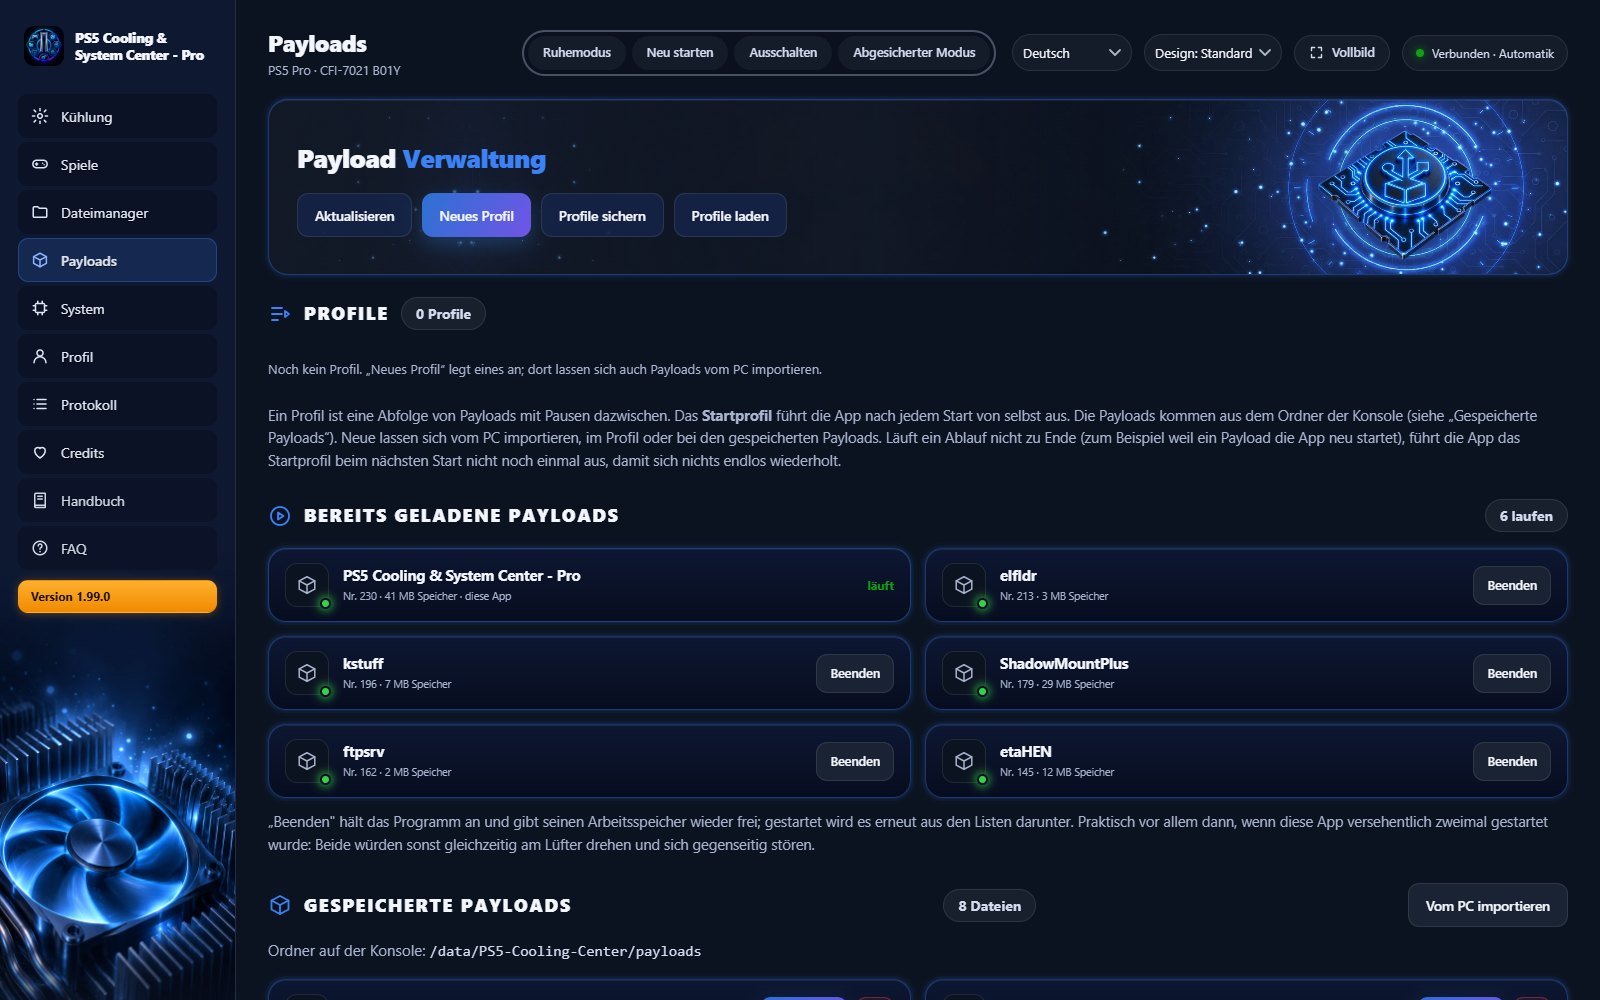 PS5 Cooling &
System Center - Pro
Kühlung
Spiele
Dateimanager
Payloads
System
Profil
Protokoll
Credits
Handbuch
FAQ
Version 1.99.0
Payloads
PS5 Pro · CFI-7021 B01Y
Ruhemodus
Neu starten
Ausschalten
Abgesicherter Modus
Deutsch
Design: Standard
Vollbild
Verbunden · Automatik
Payload Verwaltung
Aktualisieren
Neues Profil
Profile sichern
Profile laden
PROFILE
0 Profile
Noch kein Profil. „Neues Profil“ legt eines an; dort lassen sich auch Payloads vom PC importieren.
Ein Profil ist eine Abfolge von Payloads mit Pausen dazwischen. Das Startprofil führt die App nach jedem Start von selbst aus. Die Payloads kommen aus dem Ordner der Konsole (siehe „Gespeicherte
Payloads“). Neue lassen sich vom PC importieren, im Profil oder bei den gespeicherten Payloads. Läuft ein Ablauf nicht zu Ende (zum Beispiel weil ein Payload die App neu startet), führt die App das
Startprofil beim nächsten Start nicht noch einmal aus, damit sich nichts endlos wiederholt.
BEREITS GELADENE PAYLOADS
6 laufen
PS5 Cooling & System Center - Pro
Nr. 230 · 41 MB Speicher · diese App
läuft
elfldr
Nr. 213 · 3 MB Speicher
Beenden
kstuff
Nr. 196 · 7 MB Speicher
Beenden
ShadowMountPlus
Nr. 179 · 29 MB Speicher
Beenden
ftpsrv
Nr. 162 · 2 MB Speicher
Beenden
etaHEN
Nr. 145 · 12 MB Speicher
Beenden
„Beenden" hält das Programm an und gibt seinen Arbeitsspeicher wieder frei; gestartet wird es erneut aus den Listen darunter. Praktisch vor allem dann, wenn diese App versehentlich zweimal gestartet
wurde: Beide würden sonst gleichzeitig am Lüfter drehen und sich gegenseitig stören.
GESPEICHERTE PAYLOADS
8 Dateien
Vom PC importieren
Ordner auf der Konsole: /data/PS5-Cooling-Center/payloads